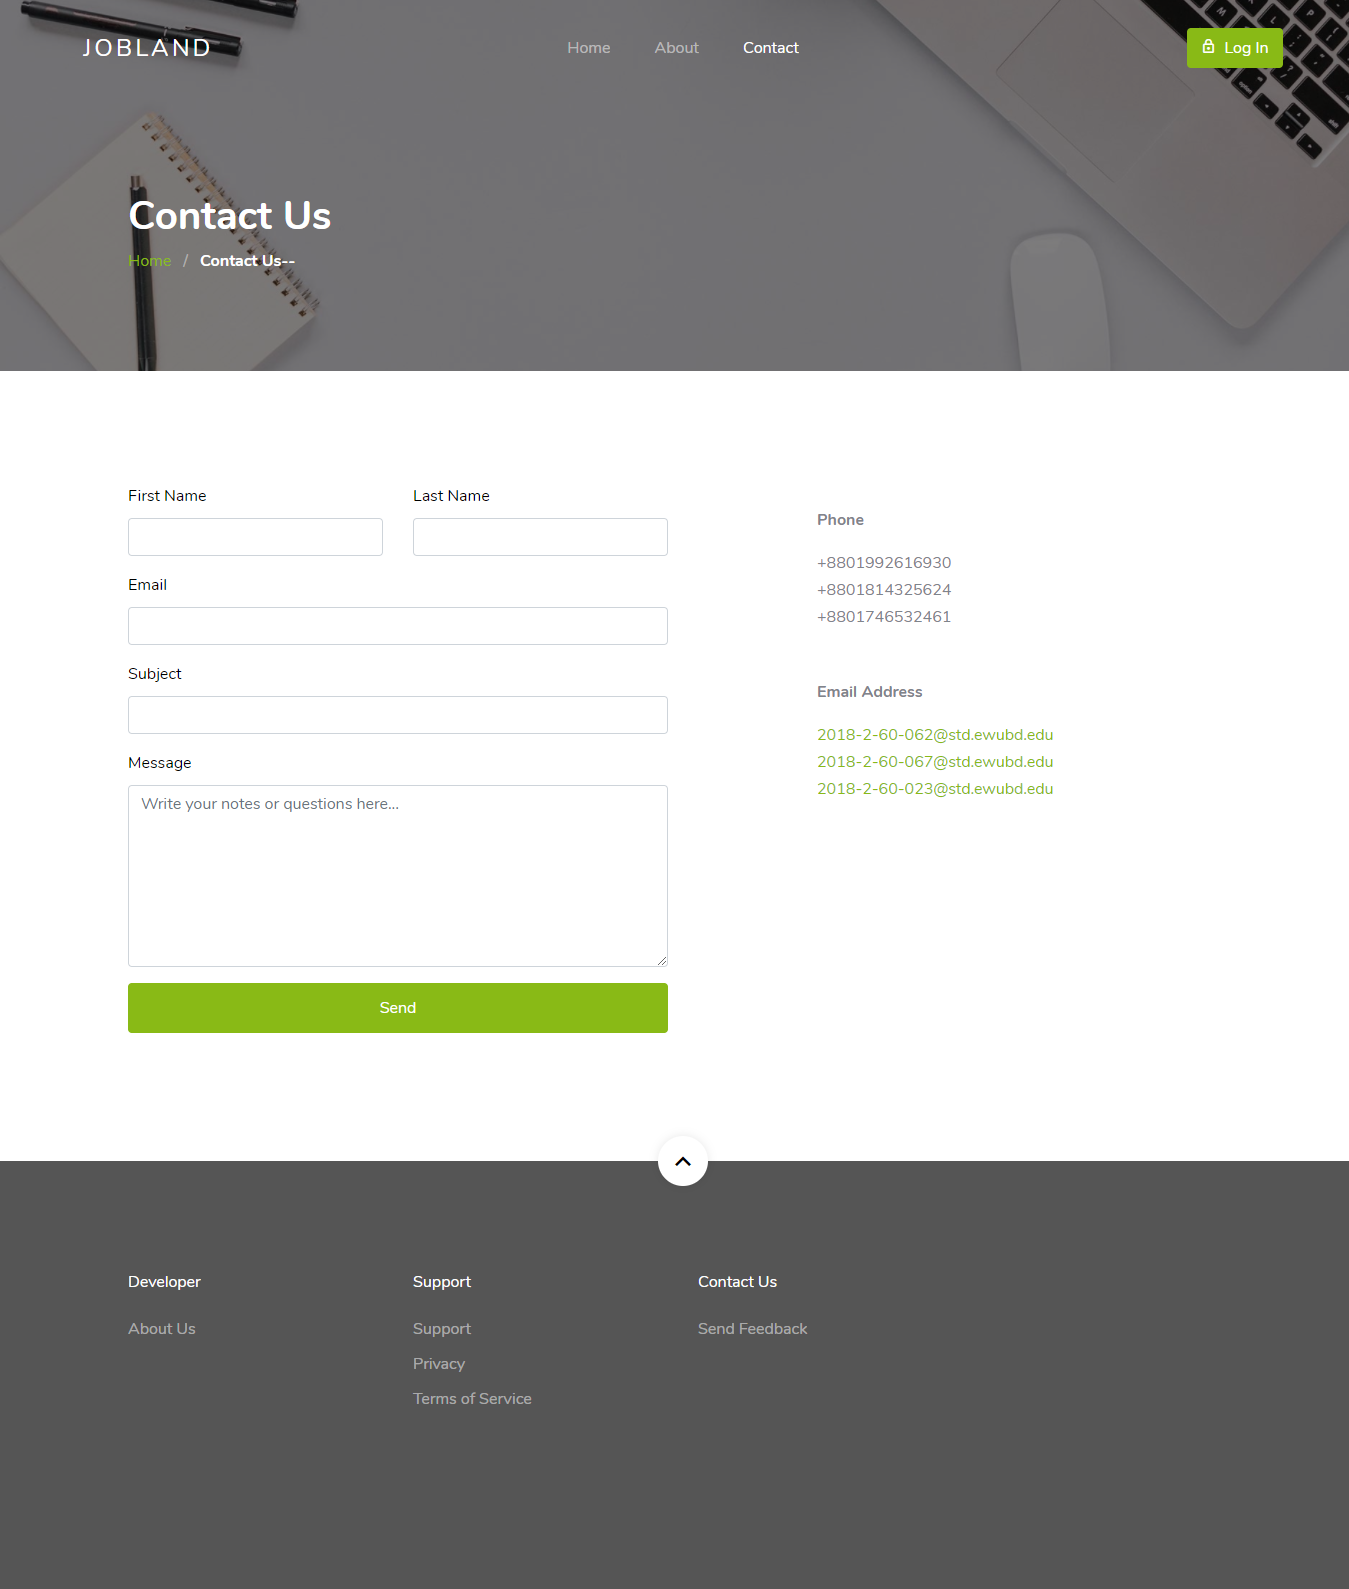 JOBLAND
Home About Contact
Log In
Contact Us
Home / Contact Us--
First Name Last Name
Email
Subject
Message
Write your notes or questions here...
Send
Phone
+8801992616930
+8801814325624
+8801746532461
Email Address
2018-2-60-062@std.ewubd.edu
2018-2-60-067@std.ewubd.edu
2018-2-60-023@std.ewubd.edu
Developer
About Us
Support
Support
Privacy
Terms of Service
Contact Us
Send Feedback